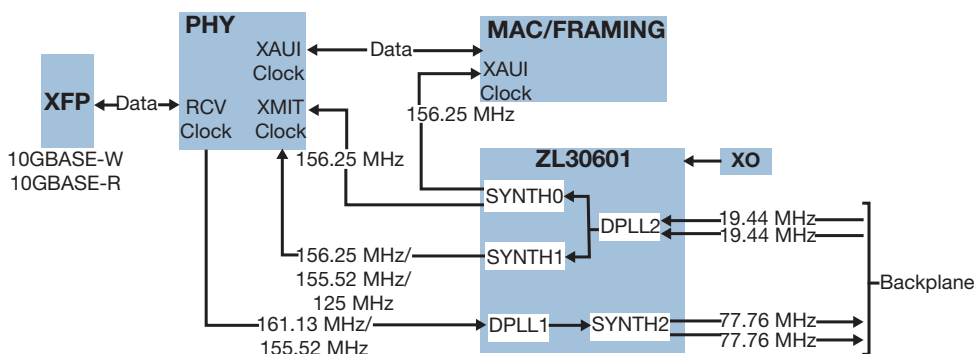 PHY
MAC/FRAMING
XAUI
Clock
Data
XAUI
Clock
XFP
Data
RCV
Clock
XMIT
Clock
156.25 MHz
10GBASE-W
10GBASE-R
156.25 MHz
ZL30601
XO
SYNTH0
DPLL2
19.44 MHz
19.44 MHz
156.25 MHz/
155.52 MHz/
125 MHz
SYNTH1
Backplane
161.13 MHz/
155.52 MHz
DPLL1
SYNTH2
77.76 MHz
77.76 MHz